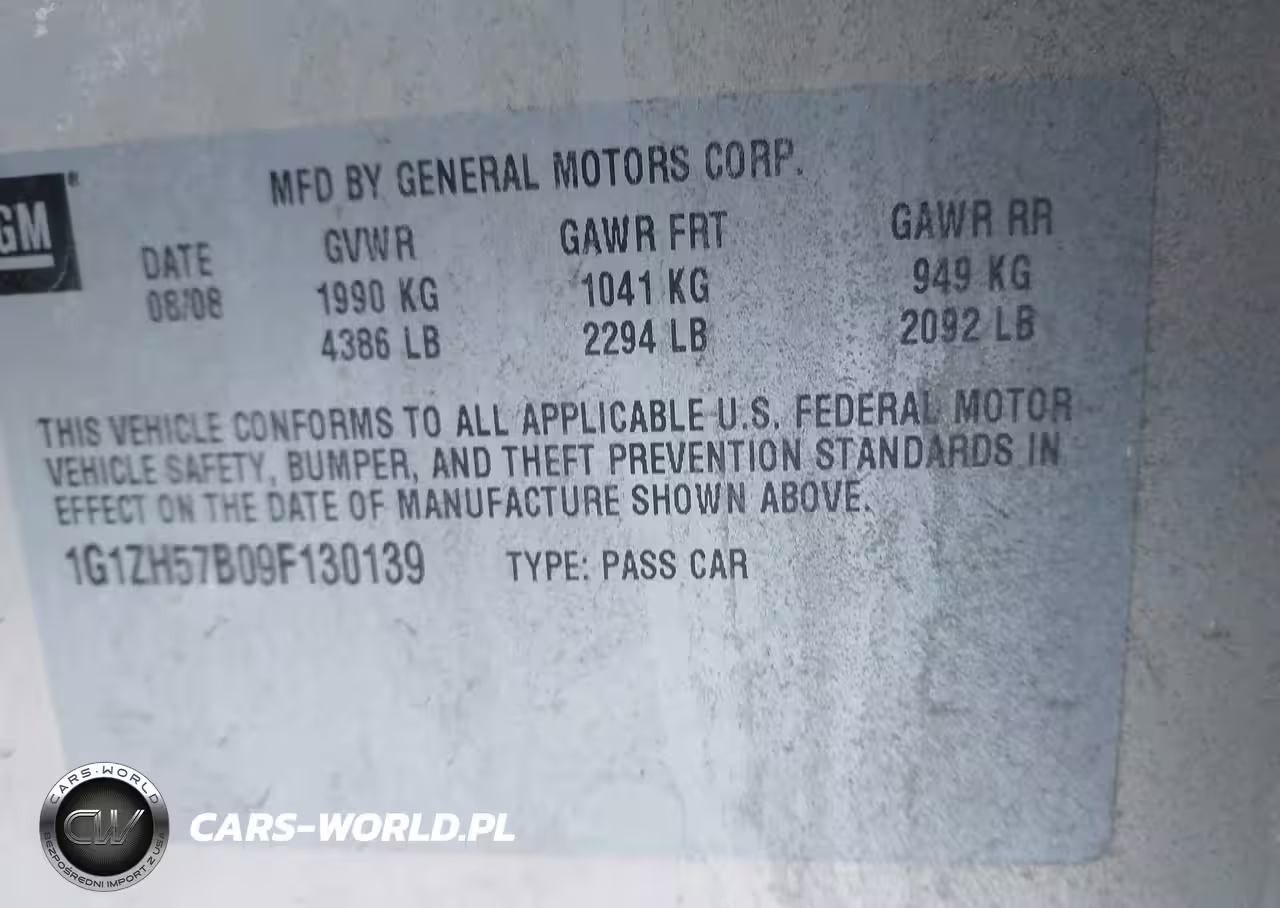 GM
MFD BY GENERAL MOTORS CORP.
DATE GVWR GAWR FRT GAWR RR
08/08 1990 KG 1041 KG 949 KG
4386 LB 2294 LB 2092 LB
THIS VEHICLE CONFORMS TO ALL APPLICABLE U.S. FEDERAL MOTOR
VEHICLE SAFETY, BUMPER, AND THEFT PREVENTION STANDARDS IN
EFFECT ON THE DATE OF MANUFACTURE SHOWN ABOVE.
1G1ZH57B09F130139 TYPE: PASS CAR
CARS-WORLD
CW
BEZPOŚREDNI IMPORT Z USA
CARS-WORLD.PL